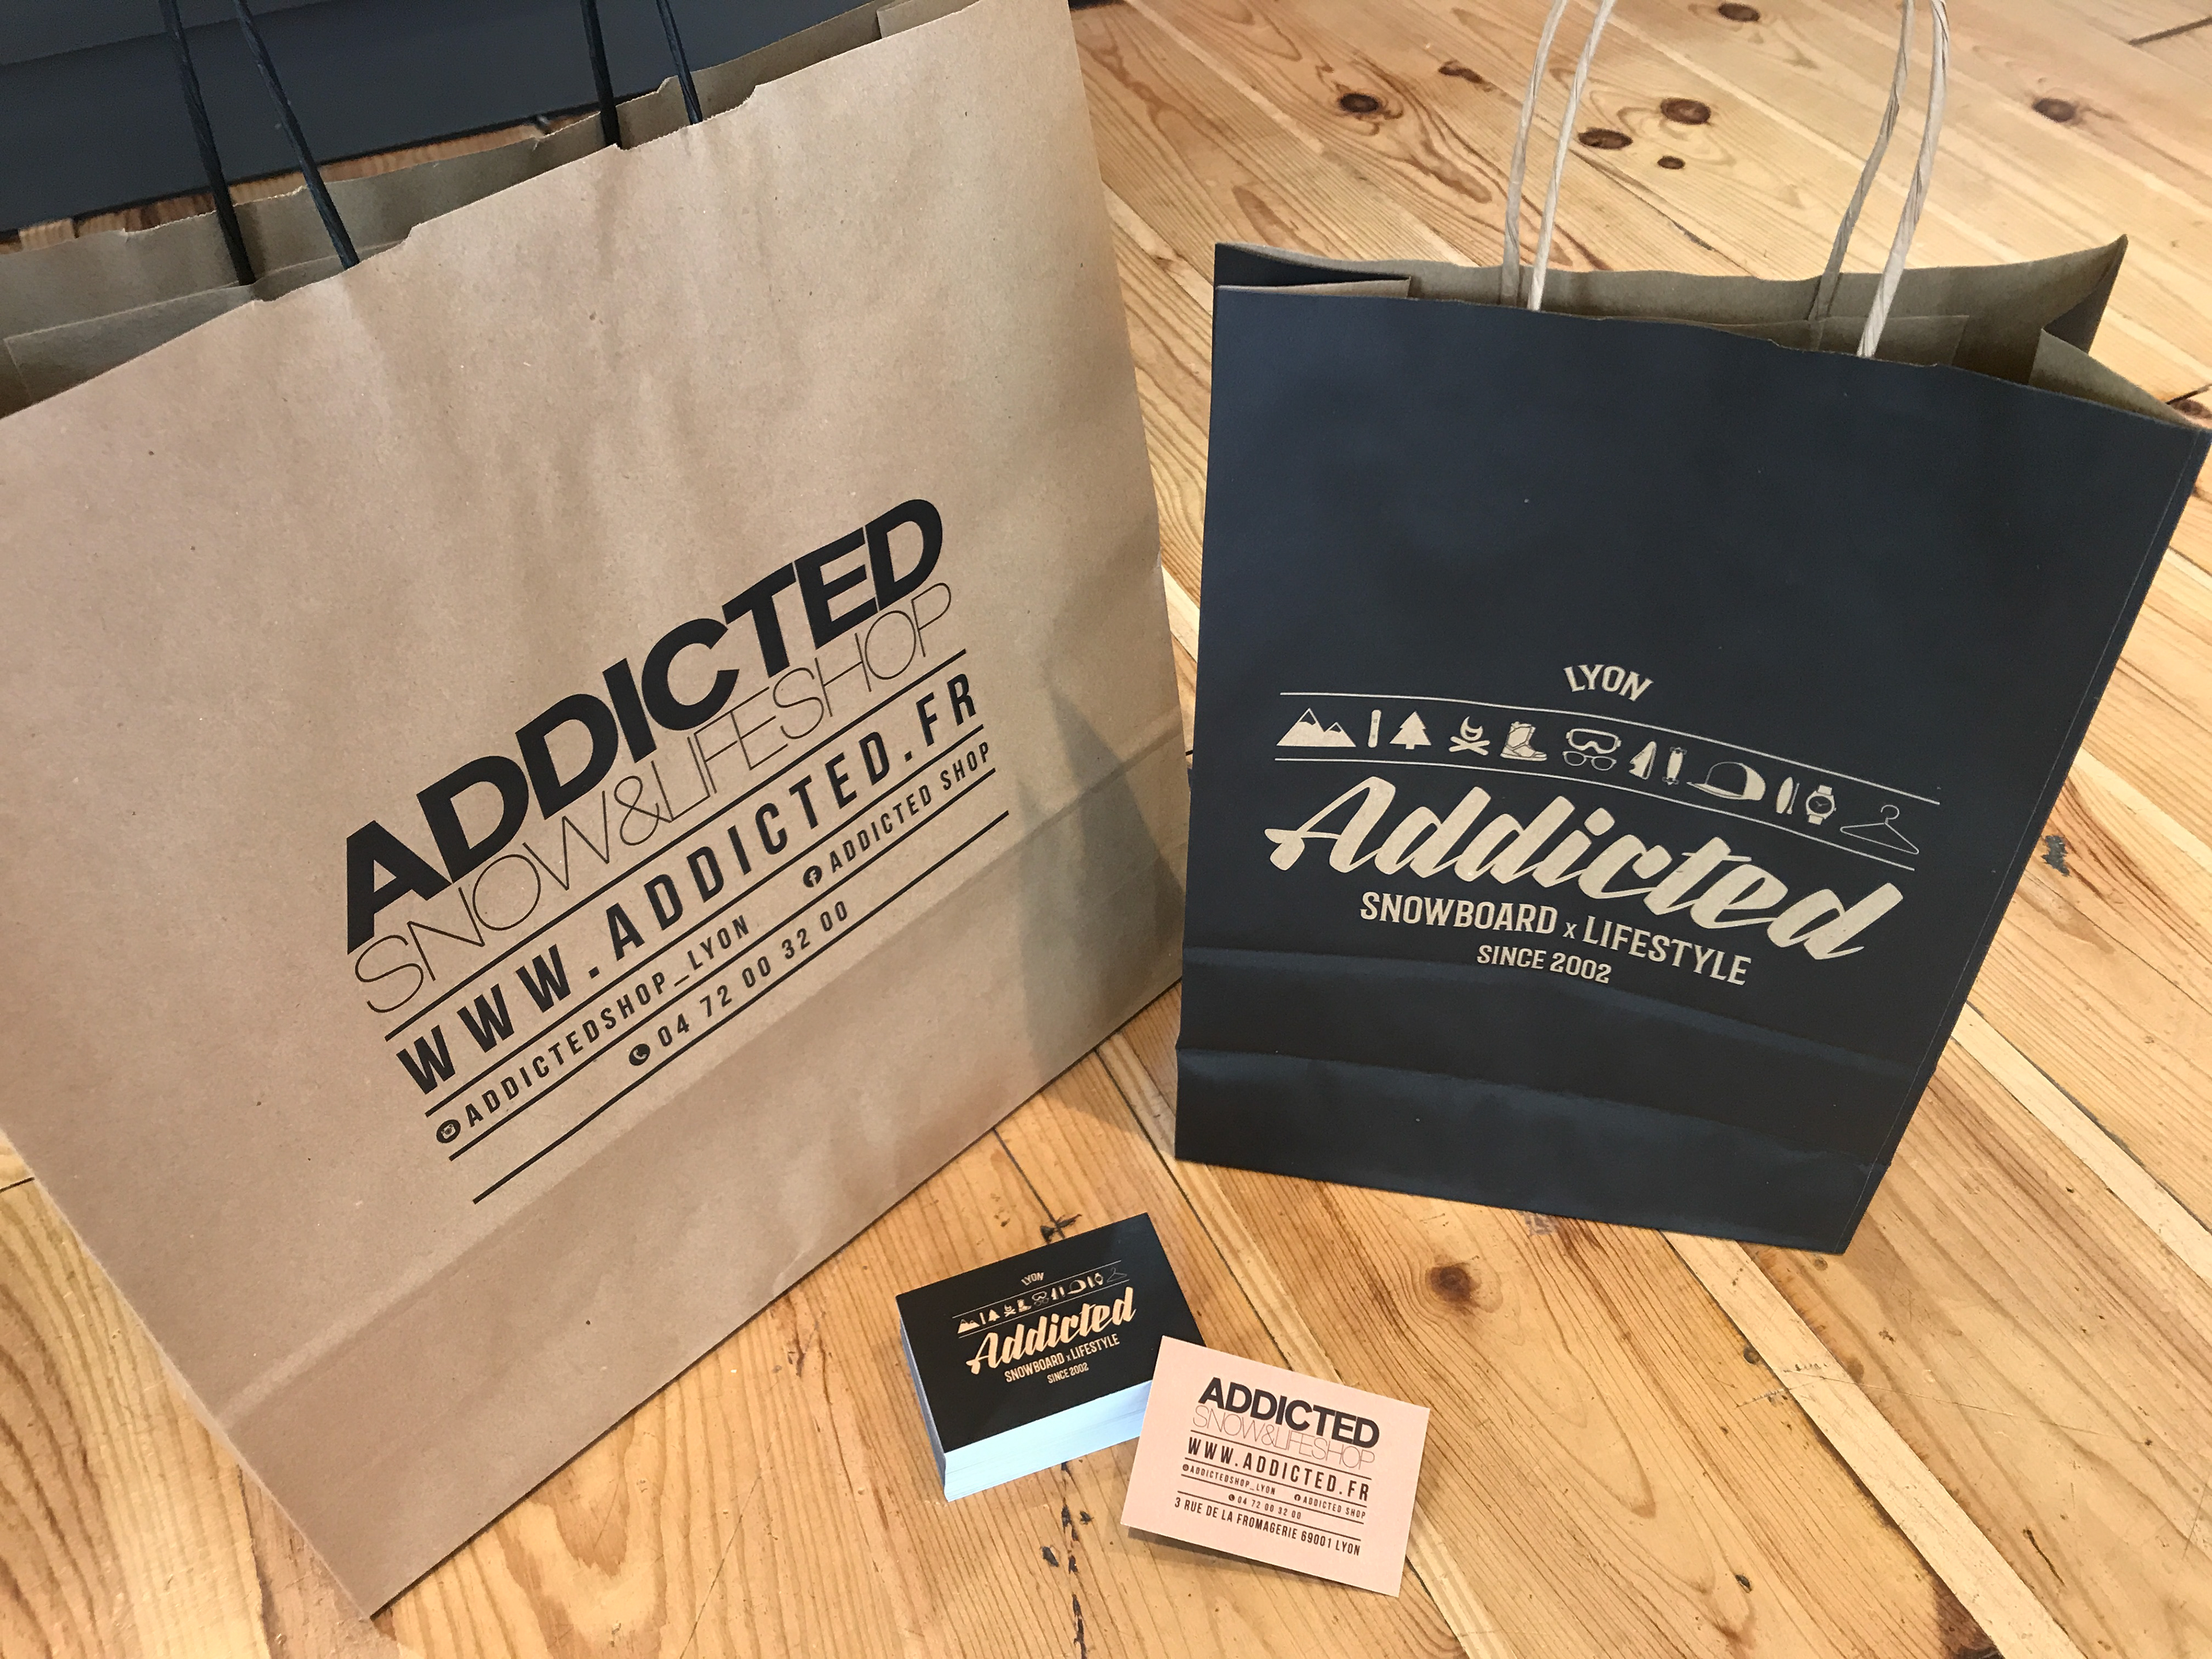 ADDICTED
SNOW&LIFESHOP
WWW.ADDICTED.FR
ADDICTEDSHOP_LYON ADDICTED SHOP
04 72 00 32 00
LYON
Addicted
SNOWBOARD x LIFESTYLE
SINCE 2002
LYON
Addicted
SNOWBOARD x LIFESTYLE
SINCE 2002
ADDICTED
SNOW&LIFESHOP
WWW.ADDICTED.FR
ADDICTEDSHOP_LYON ADDICTED SHOP
04 72 00 32 00
3 RUE DE LA FROMAGERIE 69001 LYON